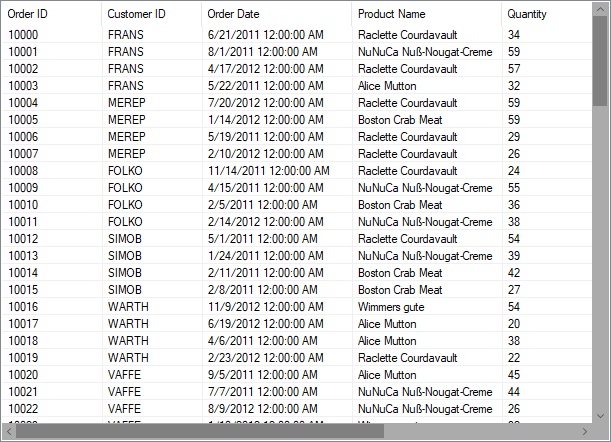 Order ID Customer ID Order Date Product Name Quantity
10000 FRANS 6/21/2011 12:00:00 AM Raclette Courdavault 34
10001 FRANS 8/1/2011 12:00:00 AM NuNuCa Nuß-Nougat-Creme 59
10002 FRANS 4/17/2012 12:00:00 AM Raclette Courdavault 57
10003 FRANS 5/22/2011 12:00:00 AM Alice Mutton 32
10004 MEREP 7/20/2012 12:00:00 AM Raclette Courdavault 59
10005 MEREP 1/14/2012 12:00:00 AM Boston Crab Meat 59
10006 MEREP 5/19/2011 12:00:00 AM Raclette Courdavault 29
10007 MEREP 2/10/2012 12:00:00 AM Raclette Courdavault 26
10008 FOLKO 11/14/2011 12:00:00 AM Raclette Courdavault 24
10009 FOLKO 4/15/2011 12:00:00 AM NuNuCa Nuß-Nougat-Creme 55
10010 FOLKO 2/5/2011 12:00:00 AM Boston Crab Meat 36
10011 FOLKO 2/14/2012 12:00:00 AM NuNuCa Nuß-Nougat-Creme 38
10012 SIMOB 5/1/2011 12:00:00 AM Raclette Courdavault 54
10013 SIMOB 1/24/2011 12:00:00 AM NuNuCa Nuß-Nougat-Creme 39
10014 SIMOB 2/11/2011 12:00:00 AM Boston Crab Meat 42
10015 SIMOB 2/8/2011 12:00:00 AM Boston Crab Meat 27
10016 WARTH 11/9/2012 12:00:00 AM Wimmers gute 54
10017 WARTH 6/19/2012 12:00:00 AM Alice Mutton 20
10018 WARTH 4/6/2011 12:00:00 AM Alice Mutton 38
10019 WARTH 2/23/2012 12:00:00 AM Raclette Courdavault 22
10020 VAFFE 9/5/2011 12:00:00 AM Alice Mutton 45
10021 VAFFE 7/7/2011 12:00:00 AM NuNuCa Nuß-Nougat-Creme 44
10022 VAFFE 8/9/2012 12:00:00 AM NuNuCa Nuß-Nougat-Creme 26